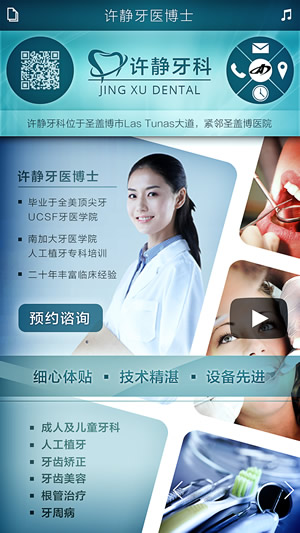 许静牙医博士
许静牙科
JING XU DENTAL
许静牙科位于圣盖博市Las Tunas大道，紧邻圣盖博医院
许静牙医博士
▪ 毕业于全美顶尖牙
UCSF牙医学院
▪ 南加大牙医学院
人工植牙专科培训
▪ 二十年丰富临床经验
预约谘询
细心体贴 ▪ 技术精湛 ▪ 设备先进
▪ 成人及儿童牙科
▪ 人工植牙
▪ 牙齿矫正
▪ 牙齿美容
▪ 根管治疗
▪ 牙周病